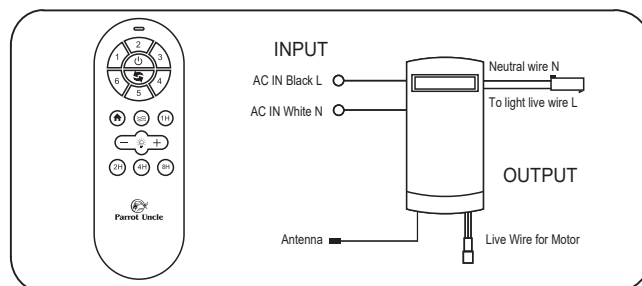 1
2
3
6
5
4
1H
2H
4H
8H
Parrot Uncle
INPUT
AC IN Black L
AC IN White N
Antenna
Neutral wire N
To light live wire L
OUTPUT
Live Wire for Motor